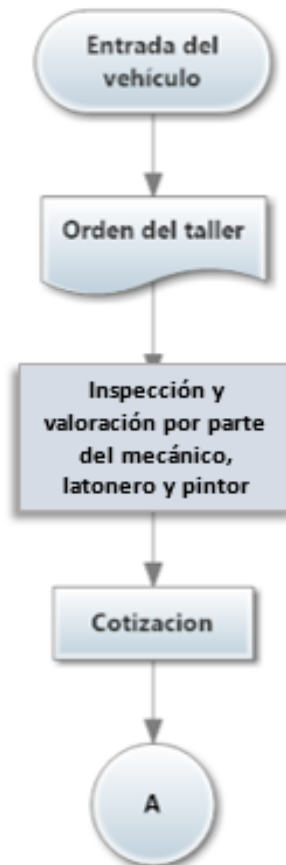 Entrada del
vehículo
Orden del taller
Inspección y
valoración por parte
del mecánico,
latonero y pintor
Cotizacion
A